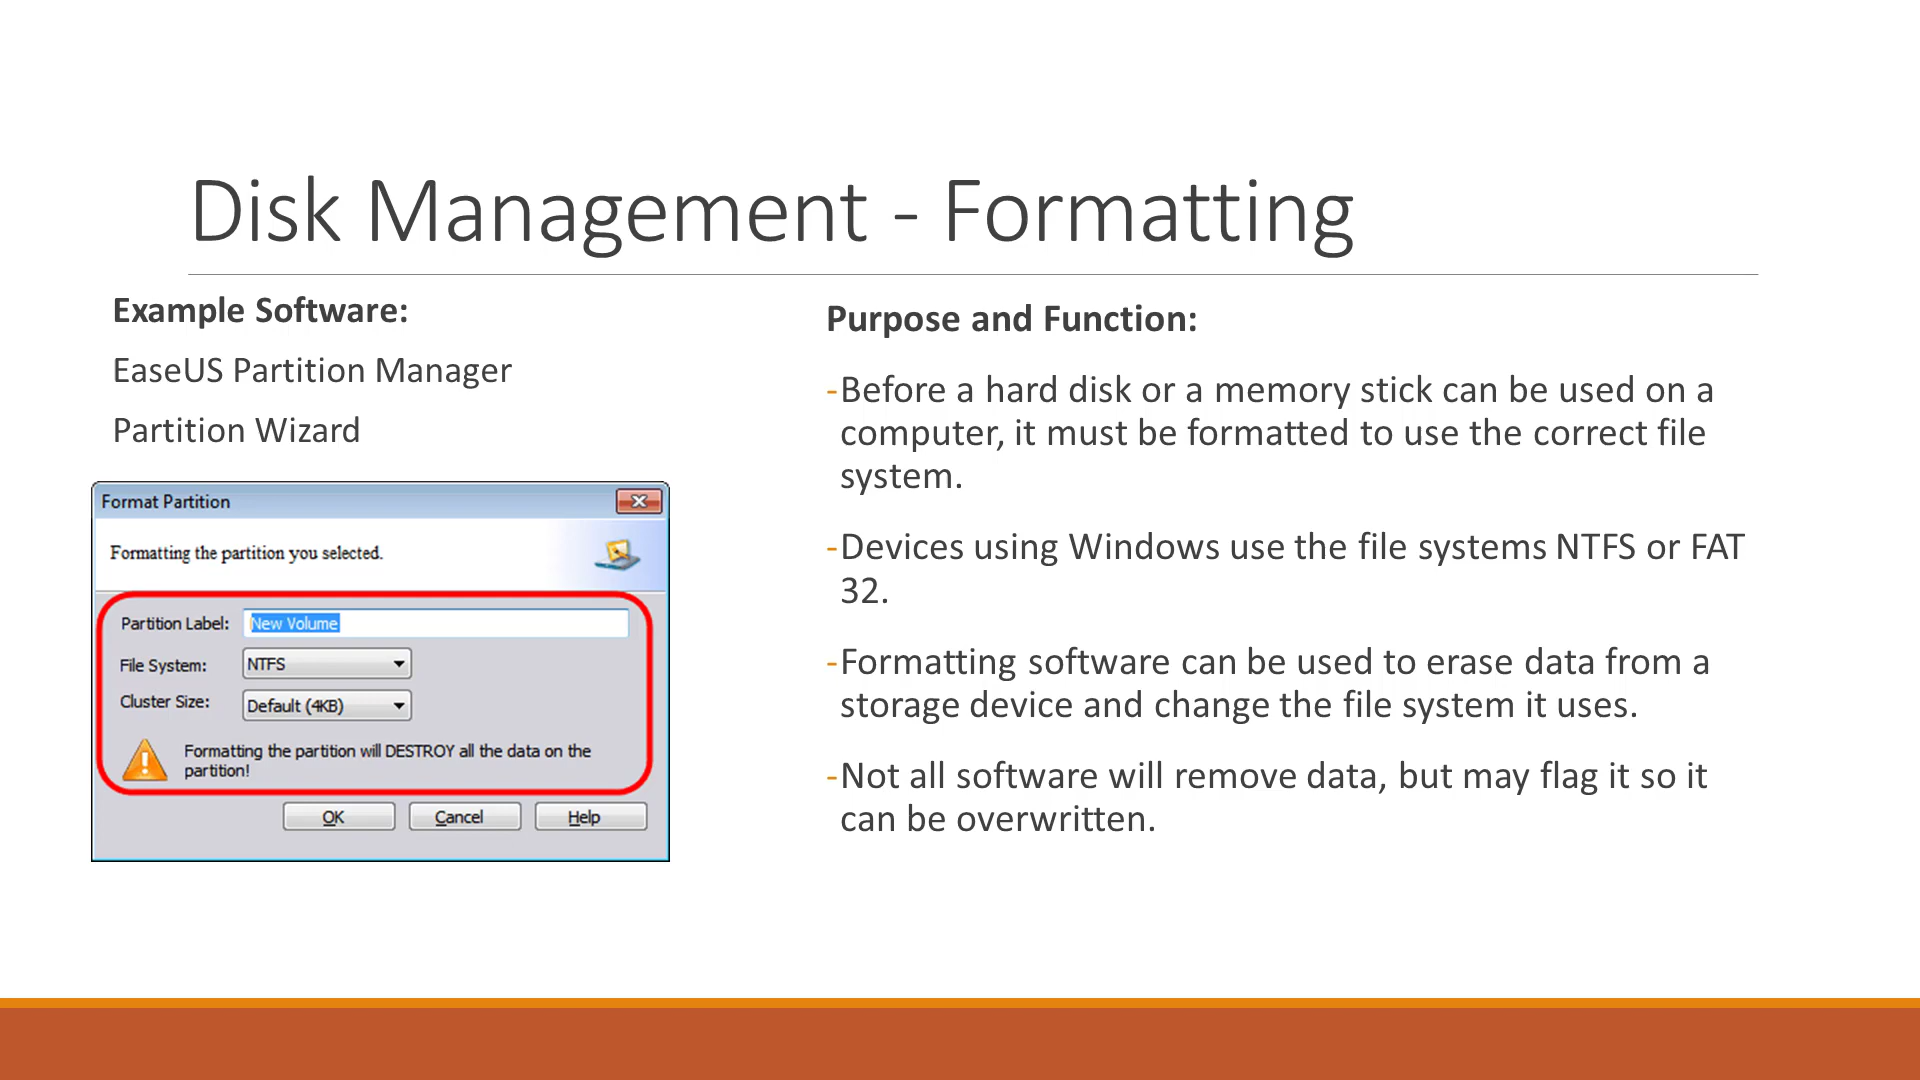 Disk Management - Formatting
Example Software:
EaseUS Partition Manager
Partition Wizard
Format Partition
Formatting the partition you selected.
Partition Label: New Volume
File System: NTFS
Cluster Size: Default (4KB)
Formatting the partition will DESTROY all the data on the
partition!
OK Cancel Help
Purpose and Function:
-Before a hard disk or a memory stick can be used on a
computer, it must be formatted to use the correct file
system.
-Devices using Windows use the file systems NTFS or FAT
32.
-Formatting software can be used to erase data from a
storage device and change the file system it uses.
-Not all software will remove data, but may flag it so it
can be overwritten.